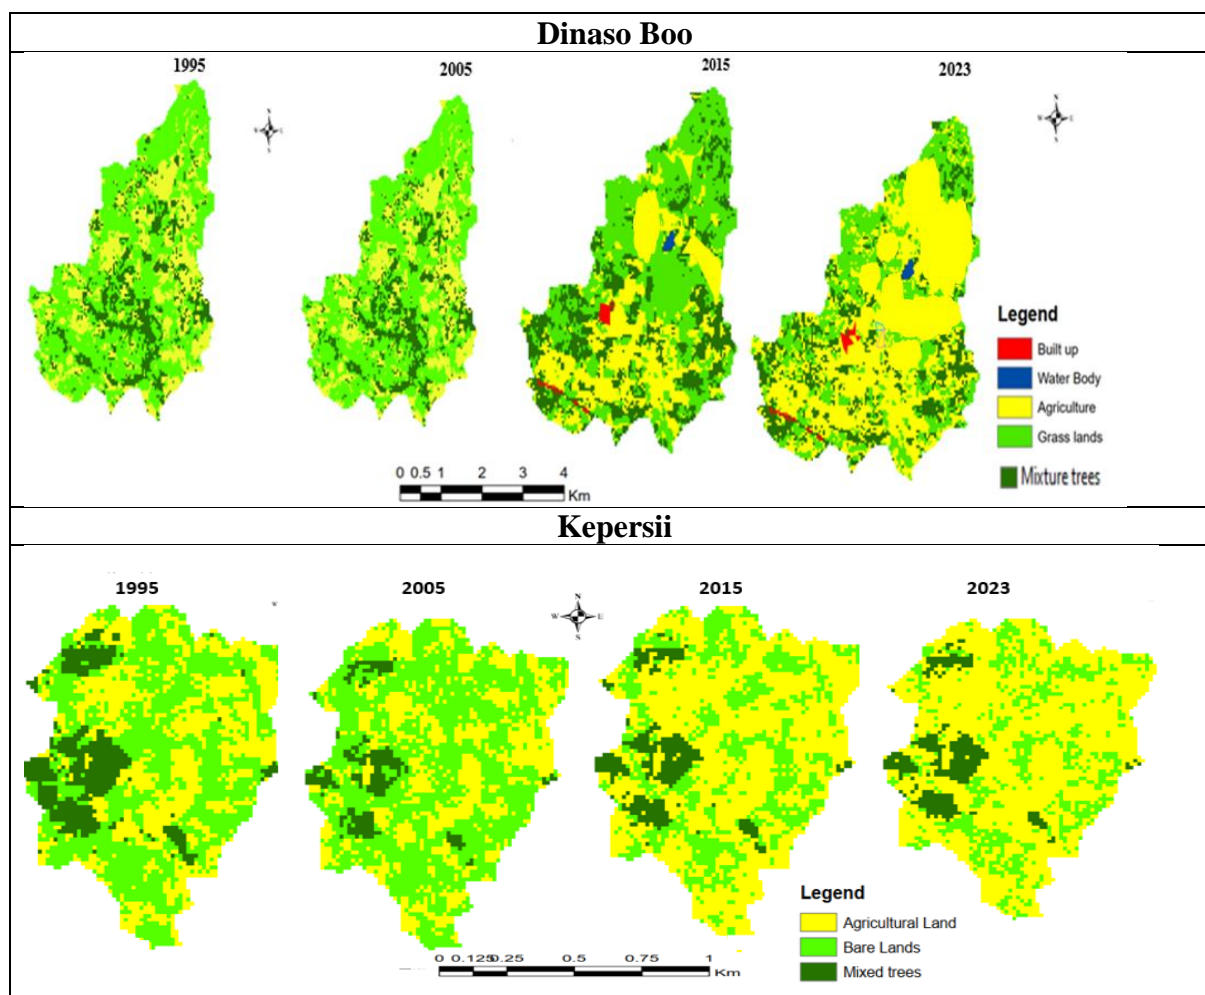 Dinaso Boo
1995 2005 2015 2023
N
W E
S
N
W E
S
Legend
Built up
Water Body
Agriculture
Grass lands
Mixture trees
0 0.5 1 2 3 4
Km
Kepersii
1995 2005 2015 2023
N
W E
S
Legend
Agricultural Land
Bare Lands
Mixed trees
0 0.125 0.25 0.5 0.75 1
Km